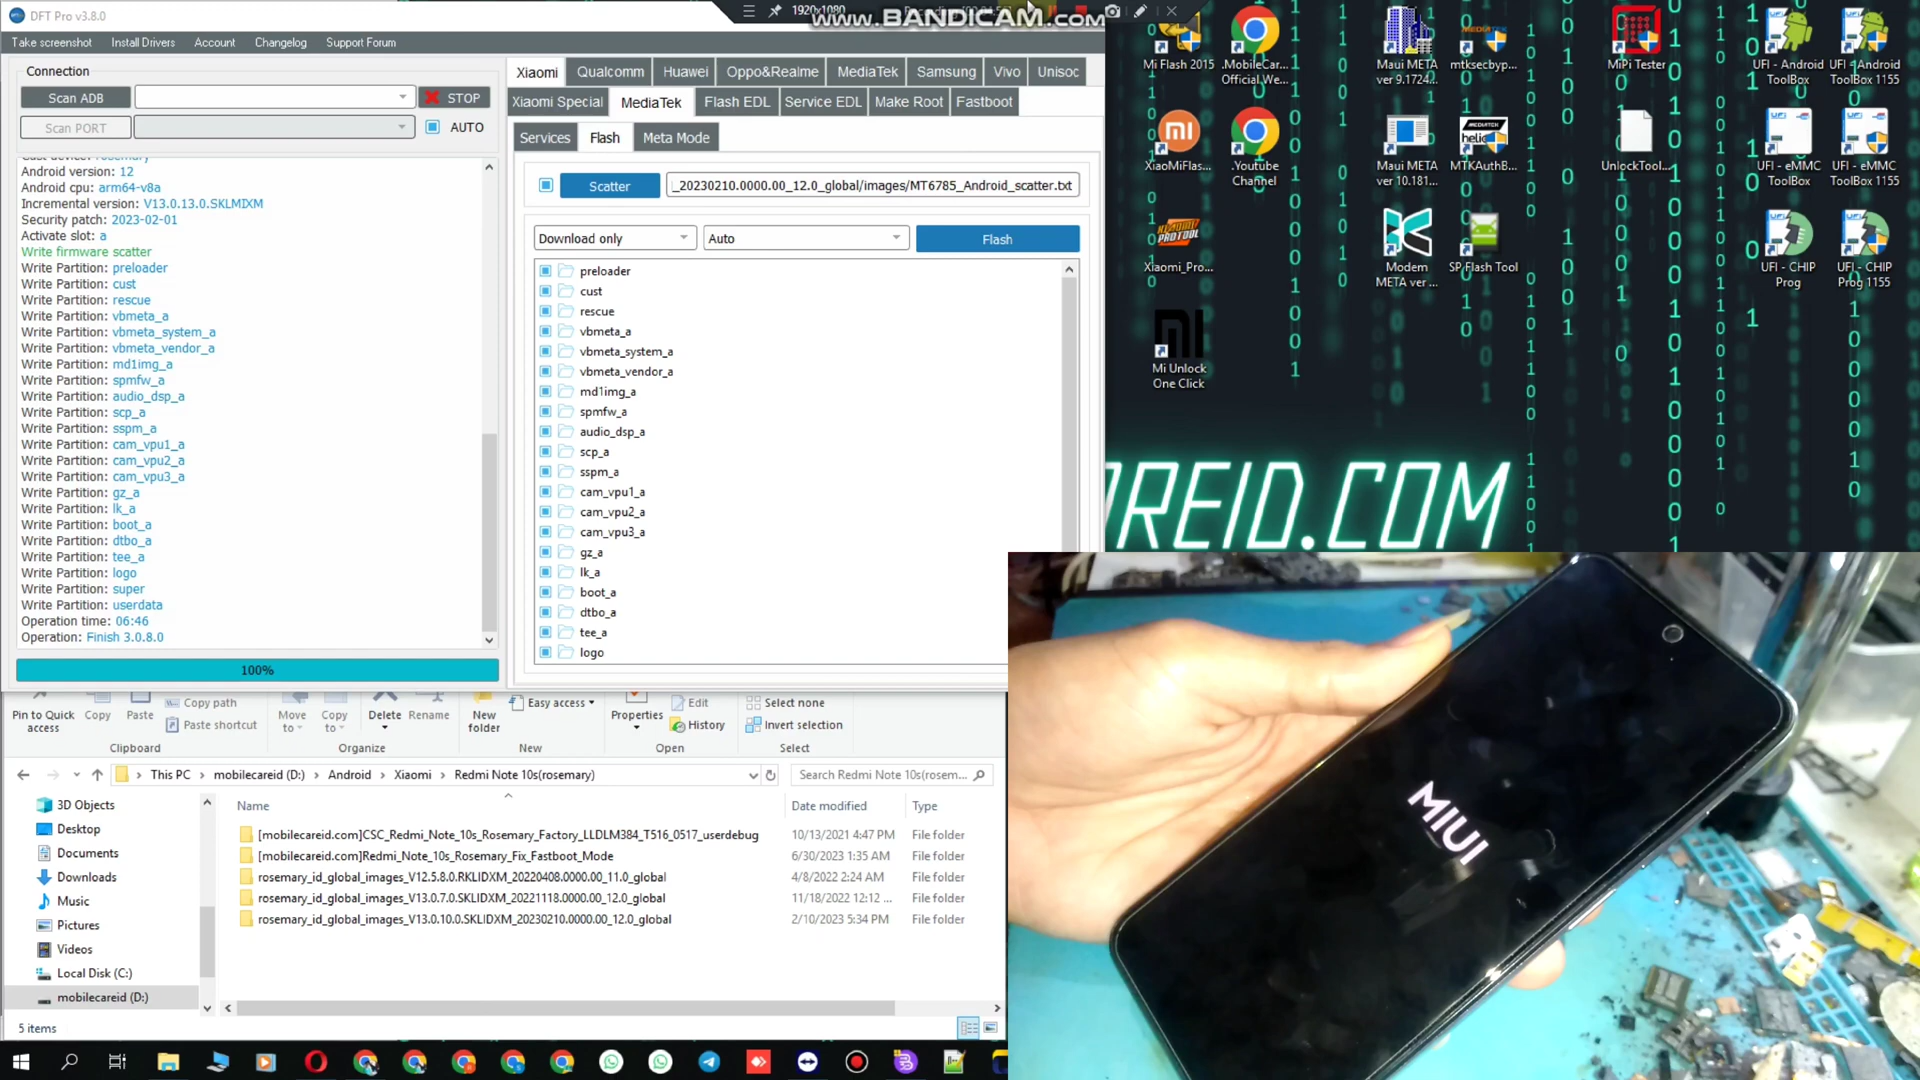 DFT Pro v3.8.0
1920x1080
www.BANDICAM.com
Take screenshot Install Drivers Account Changelog Support Forum
Connection
Scan ADB STOP
Scan PORT AUTO
Cust device: rosemary
Android version: 12
Android cpu: arm64-v8a
Incremental version: V13.0.13.0.SKLMIXM
Security patch: 2023-02-01
Activate slot: a
Write firmware scatter
Write Partition: preloader
Write Partition: cust
Write Partition: rescue
Write Partition: vbmeta_a
Write Partition: vbmeta_system_a
Write Partition: vbmeta_vendor_a
Write Partition: md1img_a
Write Partition: spmfw_a
Write Partition: audio_dsp_a
Write Partition: scp_a
Write Partition: sspm_a
Write Partition: cam_vpu1_a
Write Partition: cam_vpu2_a
Write Partition: cam_vpu3_a
Write Partition: gz_a
Write Partition: lk_a
Write Partition: boot_a
Write Partition: dtbo_a
Write Partition: tee_a
Write Partition: logo
Write Partition: super
Write Partition: userdata
Operation time: 06:46
Operation: Finish 3.0.8.0
100%
Xiaomi Qualcomm Huawei Oppo&Realme MediaTek Samsung Vivo Unisoc
Xiaomi Special MediaTek Flash EDL Service EDL Make Root Fastboot
Services Flash Meta Mode
Scatter _20230210.0000.00_12.0_global/images/MT6785_Android_scatter.txt
Download only Auto Flash
preloader
cust
rescue
vbmeta_a
vbmeta_system_a
vbmeta_vendor_a
md1img_a
spmfw_a
audio_dsp_a
scp_a
sspm_a
cam_vpu1_a
cam_vpu2_a
cam_vpu3_a
gz_a
lk_a
boot_a
dtbo_a
tee_a
logo
Mi Flash 2015
.MobileCar... Official We...
Maui META ver 9.1724...
mtksecbyp...
MiPi Tester
UFI - Android ToolBox
UFI - Android ToolBox 1155
XiaoMiFlas...
.Youtube Channel
Maui META ver 10.181...
MTKAuthB...
UnlockTool...
UFI - eMMC ToolBox
UFI - eMMC ToolBox 1155
Xiaomi_Pro...
Modem META ver ...
SP Flash Tool
UFI - CHIP Prog
UFI - CHIP Prog 1155
Mi Unlock One Click
REID.COM
MIUI
Pin to Quick access Copy Paste Copy path Paste shortcut
Move to Copy to Delete Rename New folder Easy access
Properties Edit History Select none Invert selection
Clipboard Organize New Open Select
This PC mobilecareid (D:) Android Xiaomi Redmi Note 10s(rosemary) Search Redmi Note 10s(rosem...
Name Date modified Type
[mobilecareid.com]CSC_Redmi_Note_10s_Rosemary_Factory_LLDLM384_T516_0517_userdebug 10/13/2021 4:47 PM File folder
[mobilecareid.com]Redmi_Note_10s_Rosemary_Fix_Fastboot_Mode 6/30/2023 1:35 AM File folder
rosemary_id_global_images_V12.5.8.0.RKLIDXM_20220408.0000.00_11.0_global 4/8/2022 2:24 AM File folder
rosemary_id_global_images_V13.0.7.0.SKLIDXM_20221118.0000.00_12.0_global 11/18/2022 12:12 ... File folder
rosemary_id_global_images_V13.0.10.0.SKLIDXM_20230210.0000.00_12.0_global 2/10/2023 5:34 PM File folder
3D Objects
Desktop
Documents
Downloads
Music
Pictures
Videos
Local Disk (C:)
mobilecareid (D:)
5 items